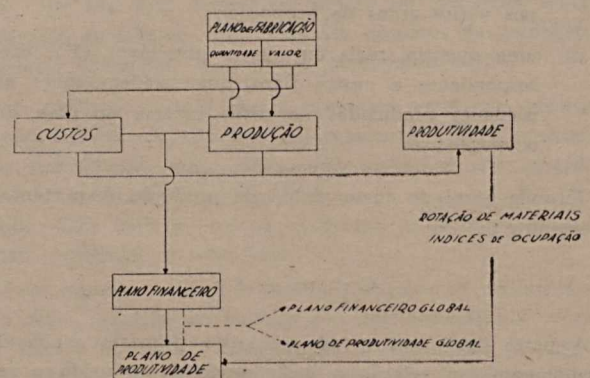 PLANO DE FABRICAÇÃO
QUANTIDADE VALOR
CUSTOS
PRODUÇÃO
PRODUTIVIDADE
ROTAÇÃO DE MATERIAIS
INDICES DE OCUPAÇÃO
PLANO FINANCEIRO
PLANO FINANCEIRO GLOBAL
PLANO DE PRODUTIVIDADE GLOBAL
PLANO DE
PRODUTIVIDADE